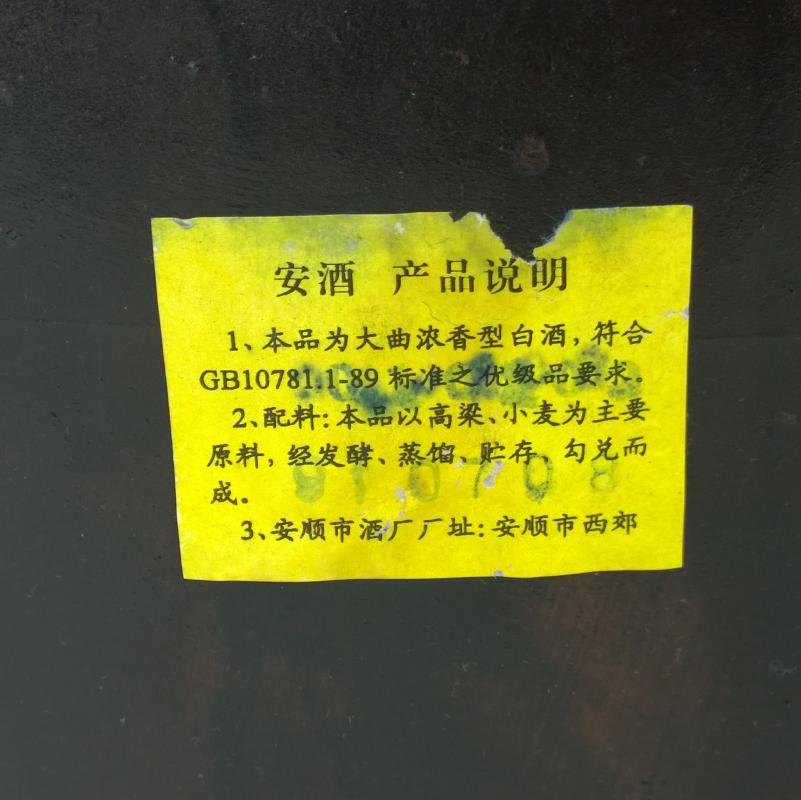 安酒 产品说明
1、本品为大曲浓香型白酒，符合
GB10781.1-89标准之优级品要求。
2、配料：本品以高粱、小麦为主要
原料，经发酵、蒸馏、贮存、勾兑而
成。
3、安顺市酒厂厂址：安顺市西郊